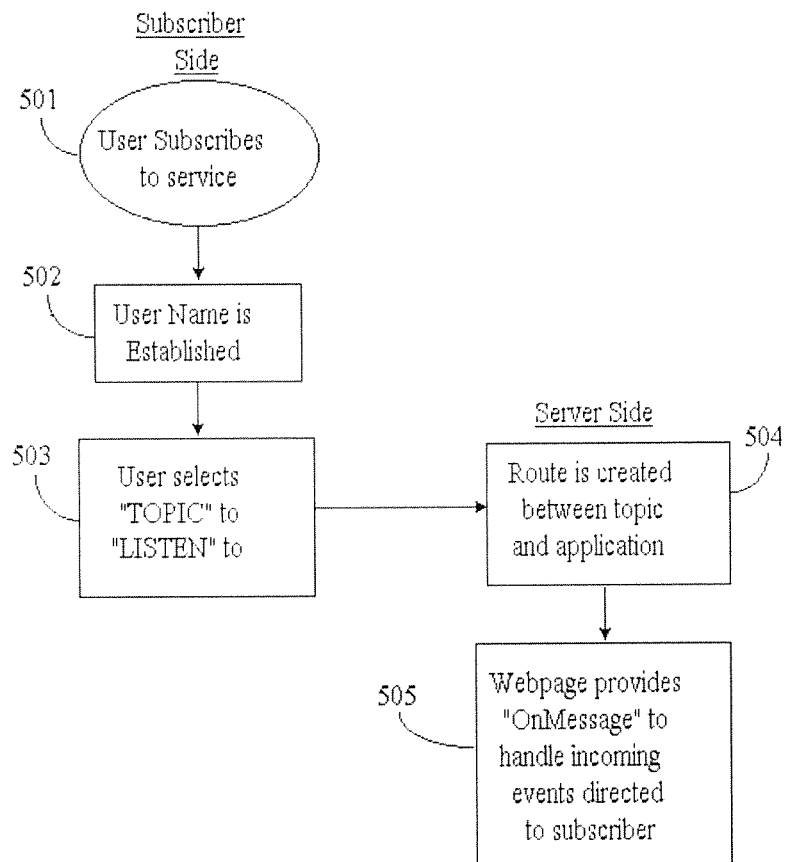 Subscriber
Side
501
User Subscribes
to service
502
User Name is
Established
503
User selects
"TOPIC" to
"LISTEN" to
Server Side
504
Route is created
between topic
and application
505
Webpage provides
"OnMessage" to
handle incoming
events directed
to subscriber